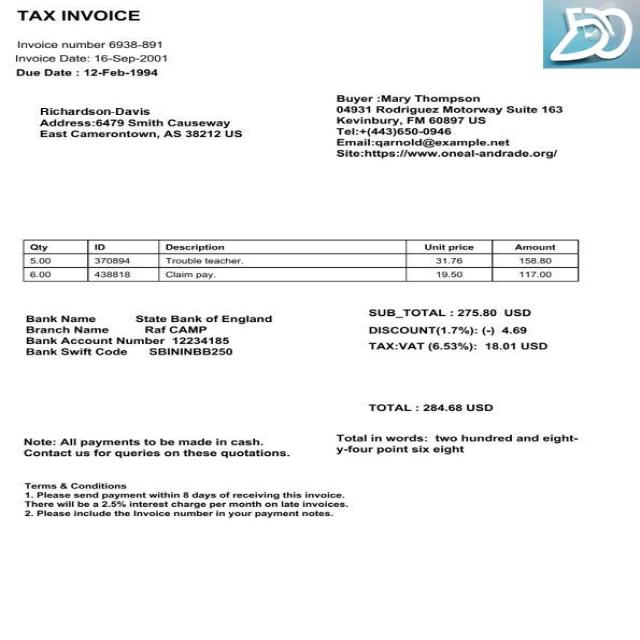 TAX INVOICE
Invoice number 6938-891
Invoice Date: 16-Sep-2001
Due Date : 12-Feb-1994
Richardson-Davis
Address:6479 Smith Causeway
East Camerontown, AS 38212 US
Buyer :Mary Thompson
04931 Rodriguez Motorway Suite 163
Kevinbury, FM 60897 US
Tel:+(443)650-0946
Email:qarnold@example.net
Site:https://www.oneal-andrade.org/
Qty ID Description Unit price Amount
5.00 370894 Trouble teacher. 31.76 158.80
6.00 438818 Claim pay. 19.50 117.00
Bank Name State Bank of England
Branch Name Raf CAMP
Bank Account Number 12234185
Bank Swift Code SBININBB250
SUB_TOTAL : 275.80 USD
DISCOUNT(1.7%): (-) 4.69
TAX:VAT (6.53%): 18.01 USD
TOTAL : 284.68 USD
Note: All payments to be made in cash.
Contact us for queries on these quotations.
Total in words: two hundred and eight-
y-four point six eight
Terms & Conditions
1. Please send payment within 8 days of receiving this invoice.
There will be a 2.5% interest charge per month on late invoices.
2. Please include the Invoice number in your payment notes.